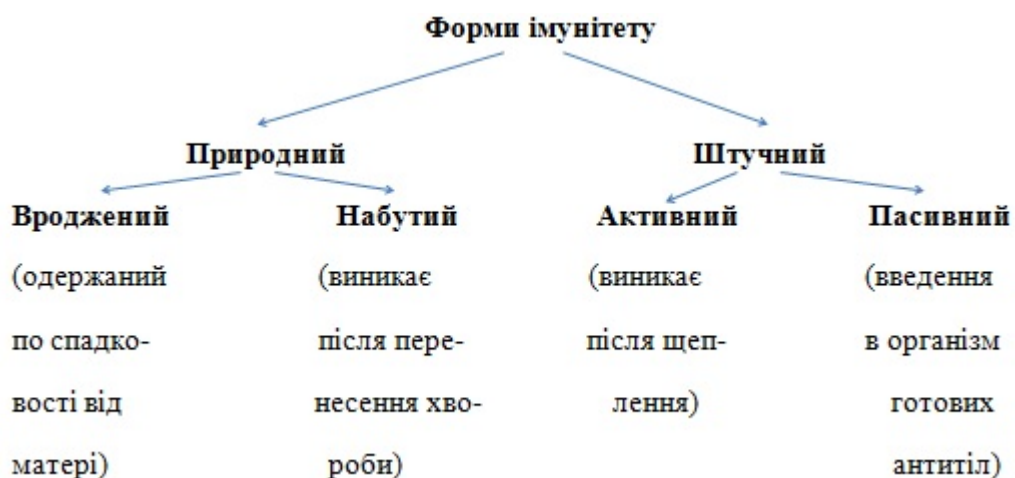 Форми імунітету
Природний
Штучний
Вроджений
(одержаний
по спадко-
вості від
матері)
Набутий
(виникає
після пере-
несення хво-
роби)
Активний
(виникає
після щеп-
лення)
Пасивний
(введення
в організм
готових
антитіл)